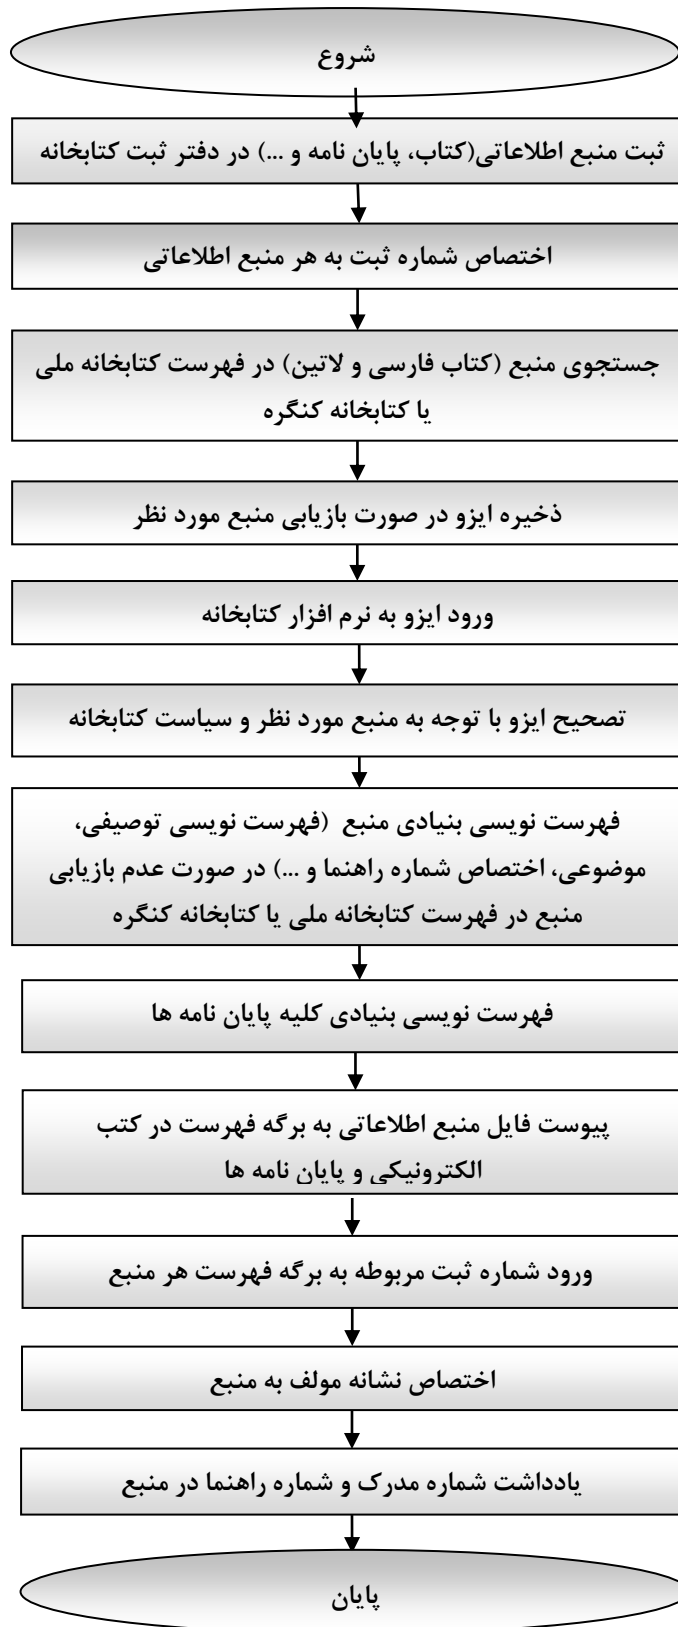 شروع
ثبت منبع اطلاعاتی(کتاب، پایان نامه و ...) در دفتر ثبت کتابخانه
اختصاص شماره ثبت به هر منبع اطلاعاتی
جستجوی منبع (کتاب فارسی و لاتین) در فهرست کتابخانه ملی
یا کتابخانه کنگره
ذخیره ایزو در صورت بازیابی منبع مورد نظر
ورود ایزو به نرم افزار کتابخانه
تصحیح ایزو با توجه به منبع مورد نظر و سیاست کتابخانه
فهرست نویسی بنیادی منبع (فهرست نویسی توصیفی،
موضوعی، اختصاص شماره راهنما و ...) در صورت عدم بازیابی
منبع در فهرست کتابخانه ملی یا کتابخانه کنگره
فهرست نویسی بنیادی کلیه پایان نامه ها
پیوست فایل منبع اطلاعاتی به برگه فهرست در کتب
الکترونیکی و پایان نامه ها
ورود شماره ثبت مربوطه به برگه فهرست هر منبع
اختصاص نشانه مولف به منبع
یادداشت شماره مدرک و شماره راهنما در منبع
پایان